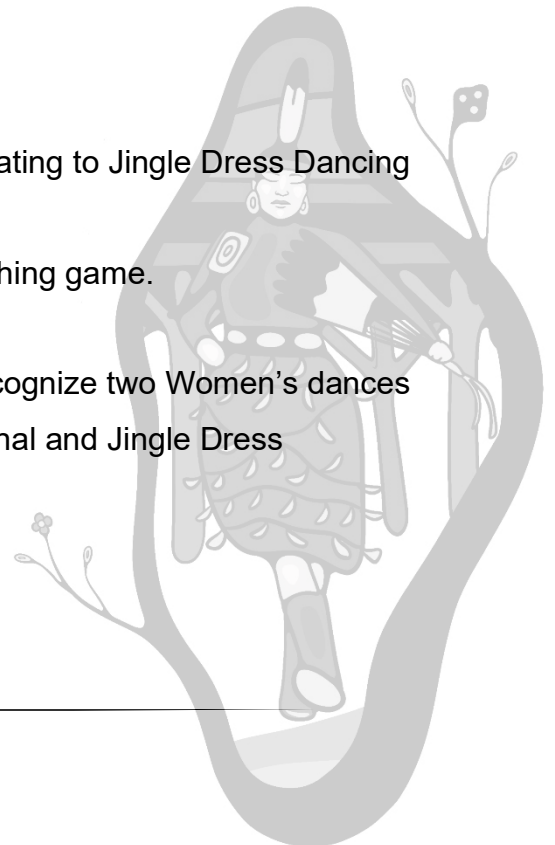 ating to Jingle Dress Dancing
hing game.
cognize two Women’s dances
nal and Jingle Dress